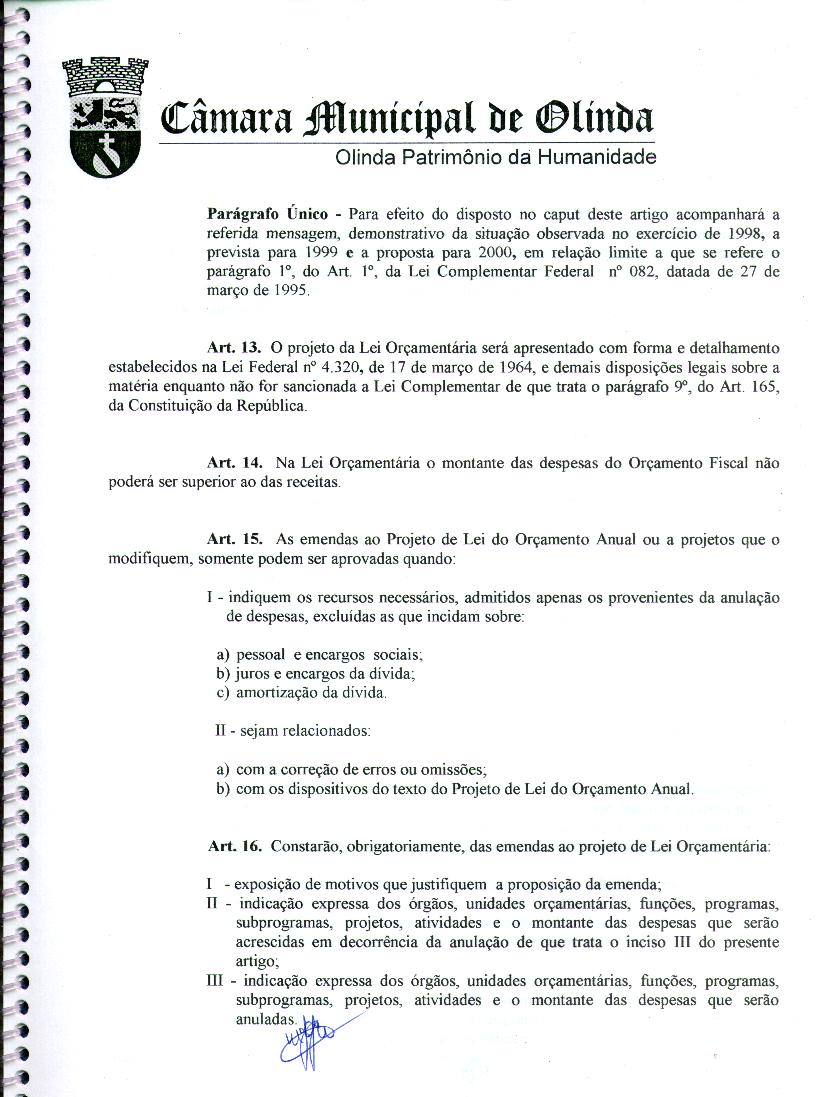 Câmara Municipal de Olinda
Olinda Patrimônio da Humanidade
Parágrafo Único - Para efeito do disposto no caput deste artigo acompanhará a
referida mensagem, demonstrativo da situação observada no exercício de 1998, a
prevista para 1999 e a proposta para 2000, em relação limite a que se refere o
parágrafo 1º, do Art. 1º, da Lei Complementar Federal nº 082, datada de 27 de
março de 1995.
Art. 13. O projeto da Lei Orçamentária será apresentado com forma e detalhamento
estabelecidos na Lei Federal nº 4.320, de 17 de março de 1964, e demais disposições legais sobre a
matéria enquanto não for sancionada a Lei Complementar de que trata o parágrafo 9º, do Art. 165,
da Constituição da República.
Art. 14. Na Lei Orçamentária o montante das despesas do Orçamento Fiscal não
poderá ser superior ao das receitas.
Art. 15. As emendas ao Projeto de Lei do Orçamento Anual ou a projetos que o
modifiquem, somente podem ser aprovadas quando:
I - indiquem os recursos necessários, admitidos apenas os provenientes da anulação
de despesas, excluídas as que incidam sobre:
a) pessoal e encargos sociais;
b) juros e encargos da dívida;
c) amortização da dívida.
II - sejam relacionados:
a) com a correção de erros ou omissões;
b) com os dispositivos do texto do Projeto de Lei do Orçamento Anual.
Art. 16. Constarão, obrigatoriamente, das emendas ao projeto de Lei Orçamentária:
I - exposição de motivos que justifiquem a proposição da emenda;
II - indicação expressa dos órgãos, unidades orçamentárias, funções, programas,
subprogramas, projetos, atividades e o montante das despesas que serão
acrescidas em decorrência da anulação de que trata o inciso III do presente
artigo;
III - indicação expressa dos órgãos, unidades orçamentárias, funções, programas,
subprogramas, projetos, atividades e o montante das despesas que serão
anuladas.